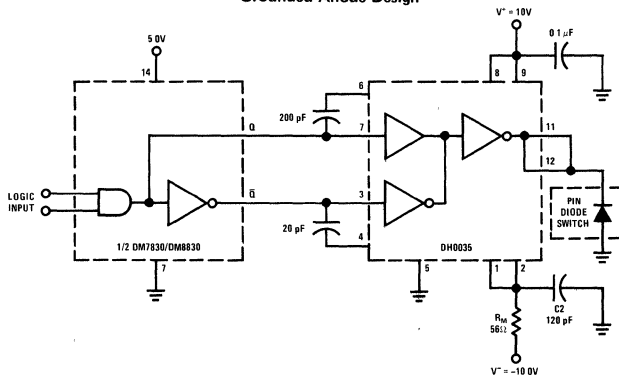 Grounded Anode Design
V⁺ = 10V
5 0V
0 1 μF
14
8
9
6
200 pF
Q
7
11
12
LOGIC
INPUT
Q̄
3
PIN
DIODE
SWITCH
20 pF
4
1/2 DM7830/DM8830
DH0035
7
5
1
2
C2
120 pF
R_M
56Ω
V⁻ = −10 0V